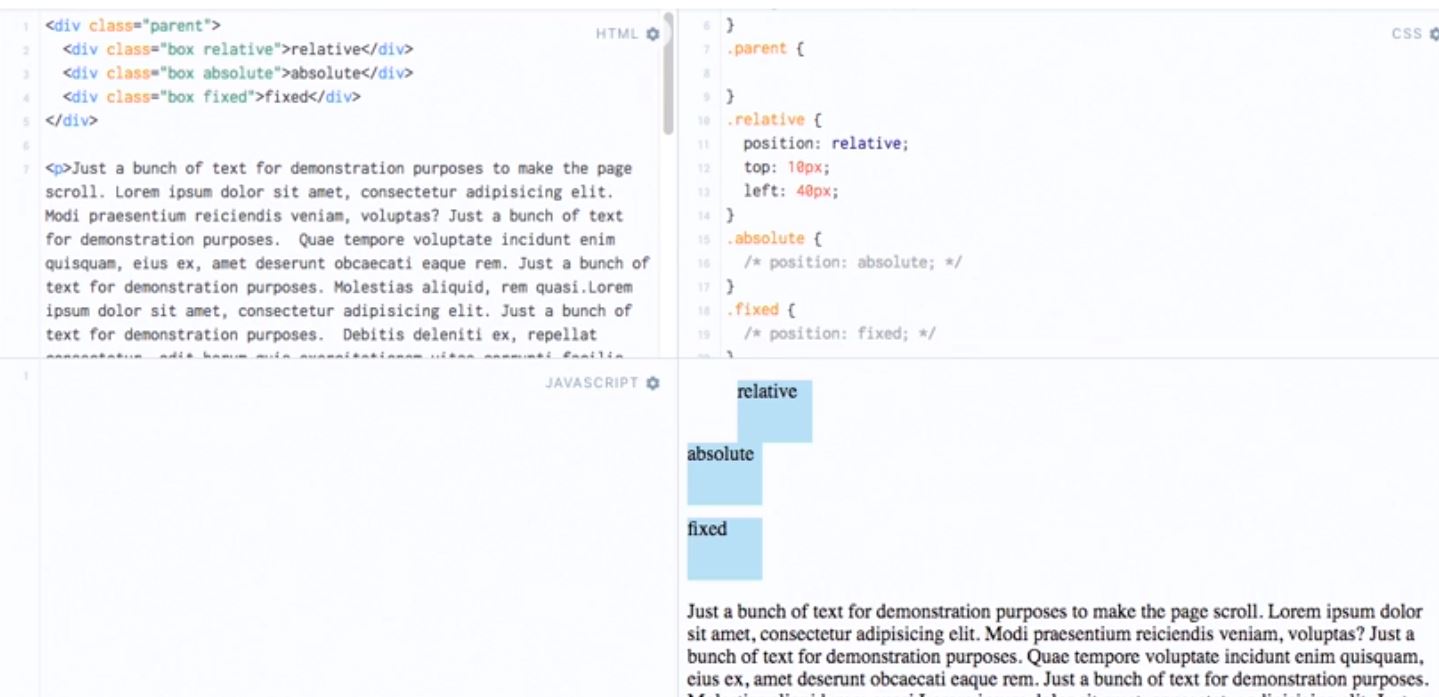 HTML
1 <div class="parent">
2 <div class="box relative">relative</div>
3 <div class="box absolute">absolute</div>
4 <div class="box fixed">fixed</div>
5 </div>
6
7 <p>Just a bunch of text for demonstration purposes to make the page
scroll. Lorem ipsum dolor sit amet, consectetur adipisicing elit.
Modi praesentium reiciendis veniam, voluptas? Just a bunch of text
for demonstration purposes.  Quae tempore voluptate incidunt enim
quisquam, eius ex, amet deserunt obcaecati eaque rem. Just a bunch of
text for demonstration purposes. Molestias aliquid, rem quasi.Lorem
ipsum dolor sit amet, consectetur adipisicing elit. Just a bunch of
text for demonstration purposes.  Debitis deleniti ex, repellat
CSS
6 }
7 .parent {
8
9 }
10 .relative {
11 position: relative;
12 top: 10px;
13 left: 40px;
14 }
15 .absolute {
16 /* position: absolute; */
17 }
18 .fixed {
19 /* position: fixed; */
JAVASCRIPT
1
relative
absolute
fixed
Just a bunch of text for demonstration purposes to make the page scroll. Lorem ipsum dolor
sit amet, consectetur adipisicing elit. Modi praesentium reiciendis veniam, voluptas? Just a
bunch of text for demonstration purposes. Quae tempore voluptate incidunt enim quisquam,
eius ex, amet deserunt obcaecati eaque rem. Just a bunch of text for demonstration purposes.